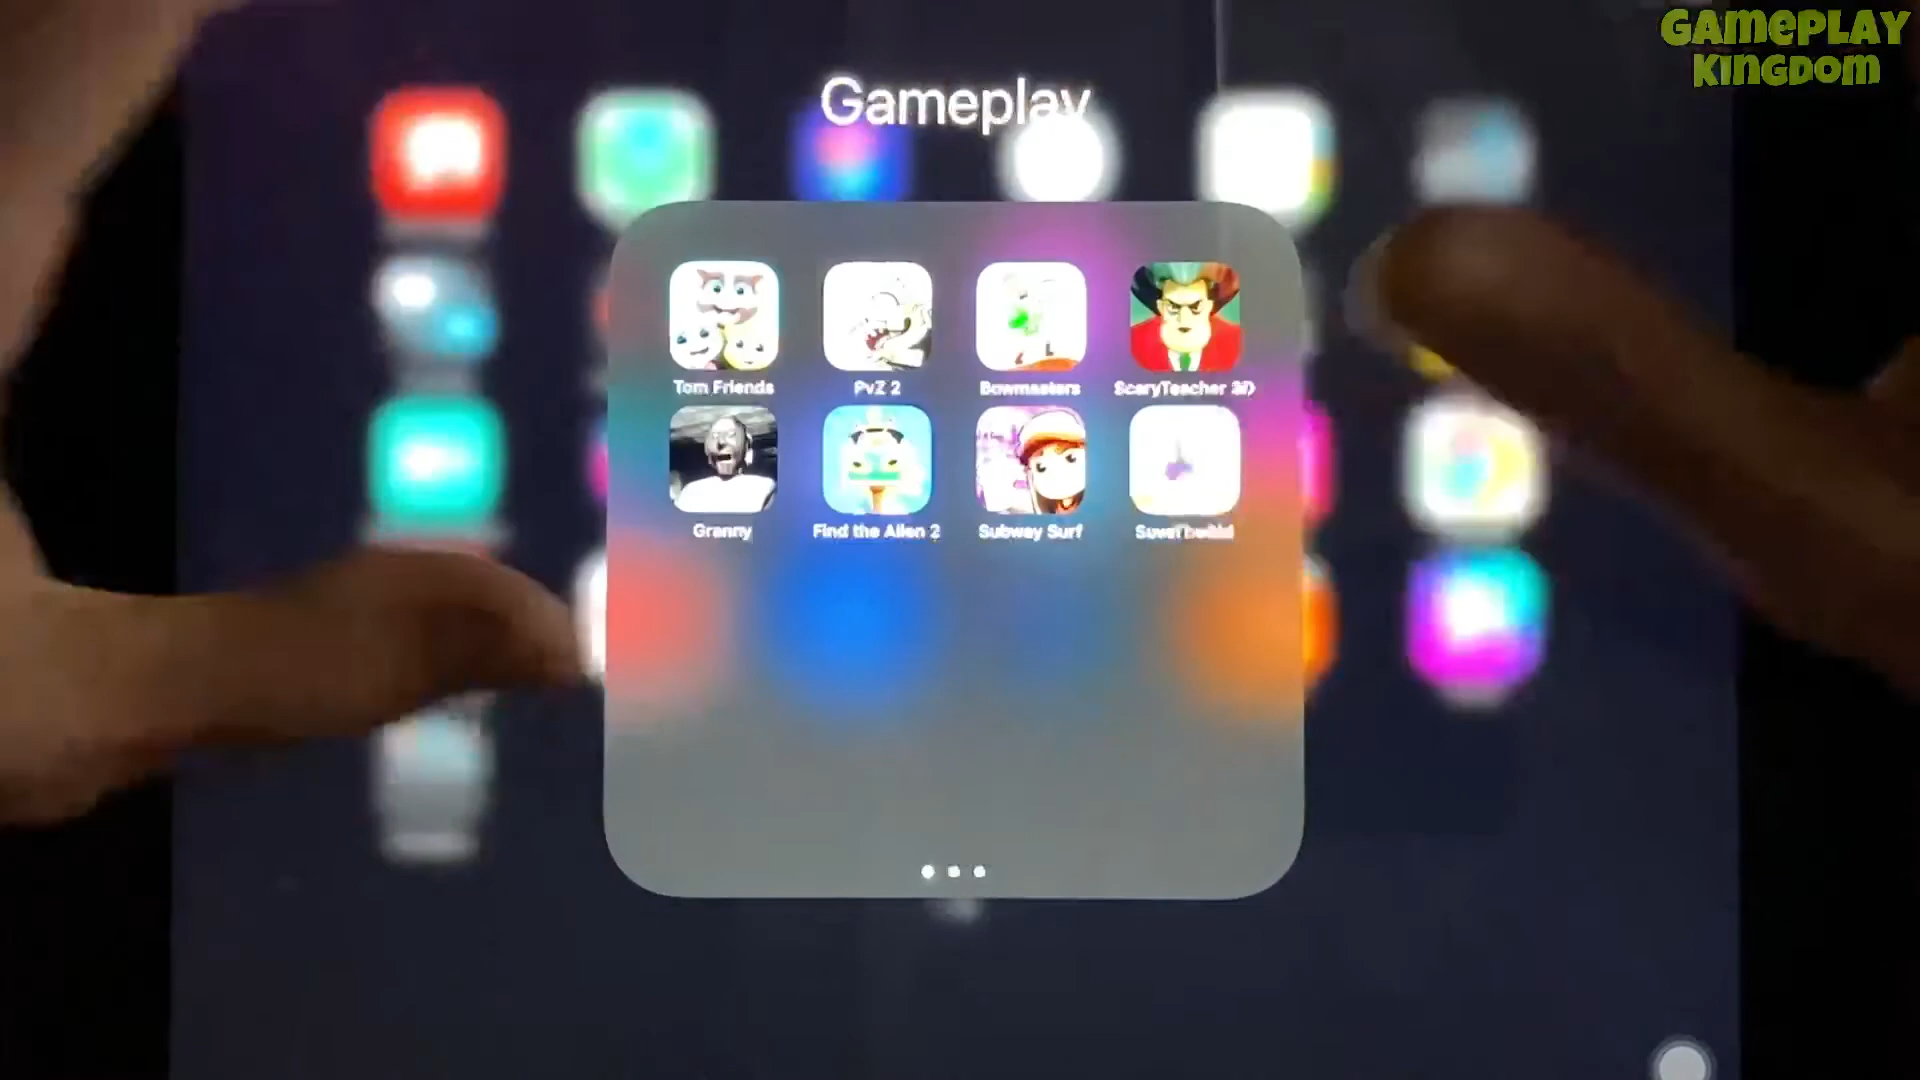 GAMEPLAY
KINGDOM
Gameplay
Tom Friends
PvZ 2
Bowmasters
ScaryTeacher 3D
Granny
Find the Alien 2
Subway Surf